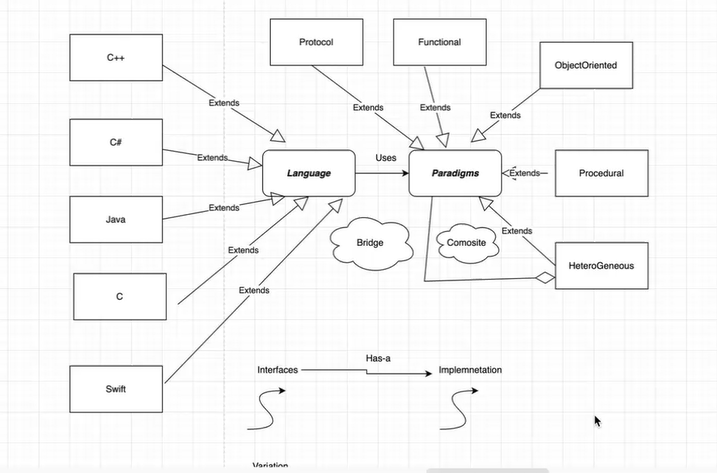 C++
Protocol
Functional
ObjectOriented
Extends
Extends
Extends
Extends
C#
Extends
Uses
Language
Paradigms
Extends
Procedural
Java
Extends
Extends
Extends
Bridge
Comosite
HeteroGeneous
C
Extends
Swift
Has-a
Interfaces
Implemnetation
Variation